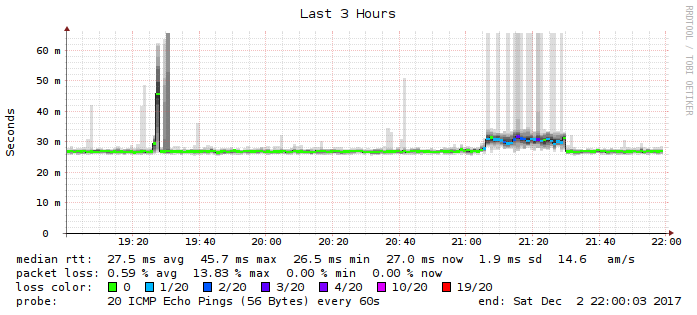 Last 3 Hours
RRDTOOL / TOBI OETIKER
Seconds
60 m
50 m
40 m
30 m
20 m
10 m
0
19:20 19:40 20:00 20:20 20:40 21:00 21:20 21:40 22:00
median rtt: 27.5 ms avg 45.7 ms max 26.5 ms min 27.0 ms now 1.9 ms sd 14.6 am/s
packet loss: 0.59 % avg 13.83 % max 0.00 % min 0.00 % now
loss color: 0 1/20 2/20 3/20 4/20 10/20 19/20
probe: 20 ICMP Echo Pings (56 Bytes) every 60s end: Sat Dec 2 22:00:03 2017